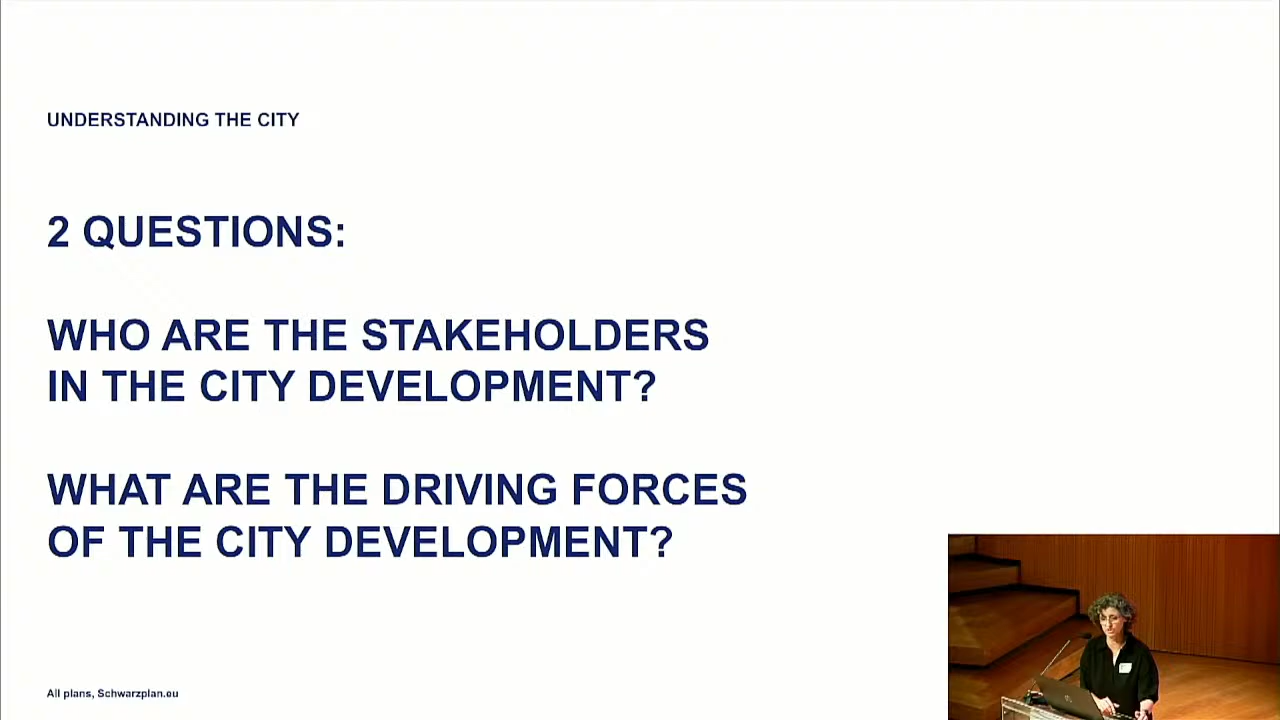 UNDERSTANDING THE CITY
2 QUESTIONS:
WHO ARE THE STAKEHOLDERS
IN THE CITY DEVELOPMENT?
WHAT ARE THE DRIVING FORCES
OF THE CITY DEVELOPMENT?
All plans, Schwarzplan.eu